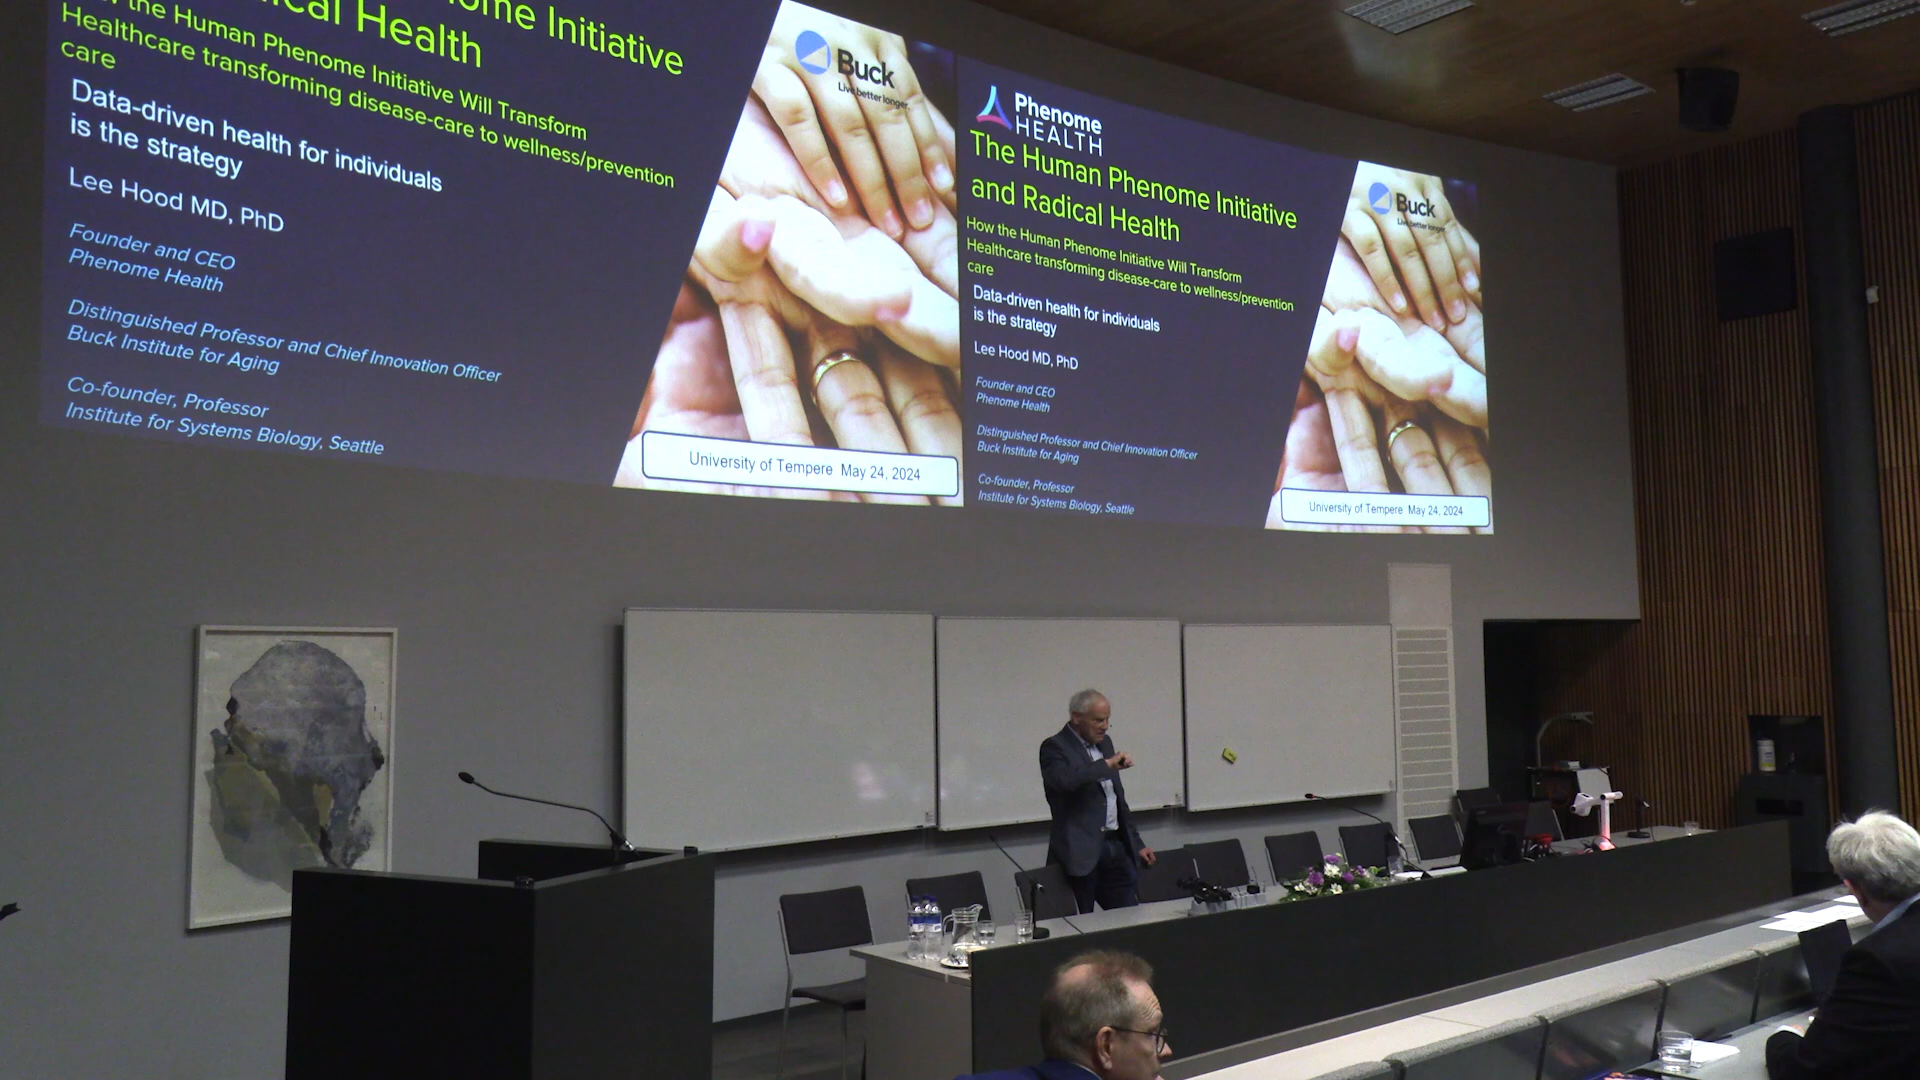 ome Initiative
ical Health
the Human Phenome Initiative Will Transform
Healthcare transforming disease-care to wellness/prevention
care
Data-driven health for individuals
is the strategy
Lee Hood MD, PhD
Founder and CEO
Phenome Health
Distinguished Professor and Chief Innovation Officer
Buck Institute for Aging
Co-founder, Professor
Institute for Systems Biology, Seattle
Buck
Live better longer.
University of Tempere May 24, 2024
Phenome
HEALTH
The Human Phenome Initiative
and Radical Health
How the Human Phenome Initiative Will Transform
Healthcare transforming disease-care to wellness/prevention
care
Data-driven health for individuals
is the strategy
Lee Hood MD, PhD
Founder and CEO
Phenome Health
Distinguished Professor and Chief Innovation Officer
Buck Institute for Aging
Co-founder, Professor
Institute for Systems Biology, Seattle
Buck
Live better longer.
University of Tempere May 24, 2024